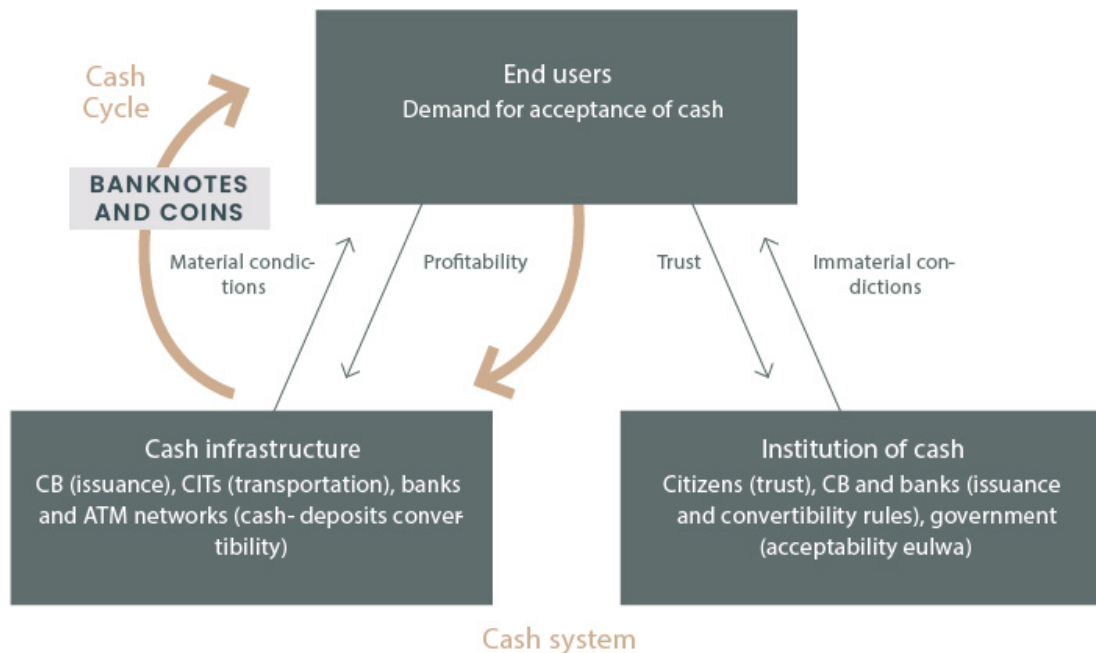 End users
Demand for acceptance of cash
Cash
Cycle
BANKNOTES
AND COINS
Material condic-
tions
Profitability
Trust
Immaterial con-
dictions
Cash infrastructure
CB (issuance), CITs (transportation), banks
and ATM networks (cash- deposits conver-
tibility)
Institution of cash
Citizens (trust), CB and banks (issuance
and convertibility rules), government
(acceptability eulwa)
Cash system